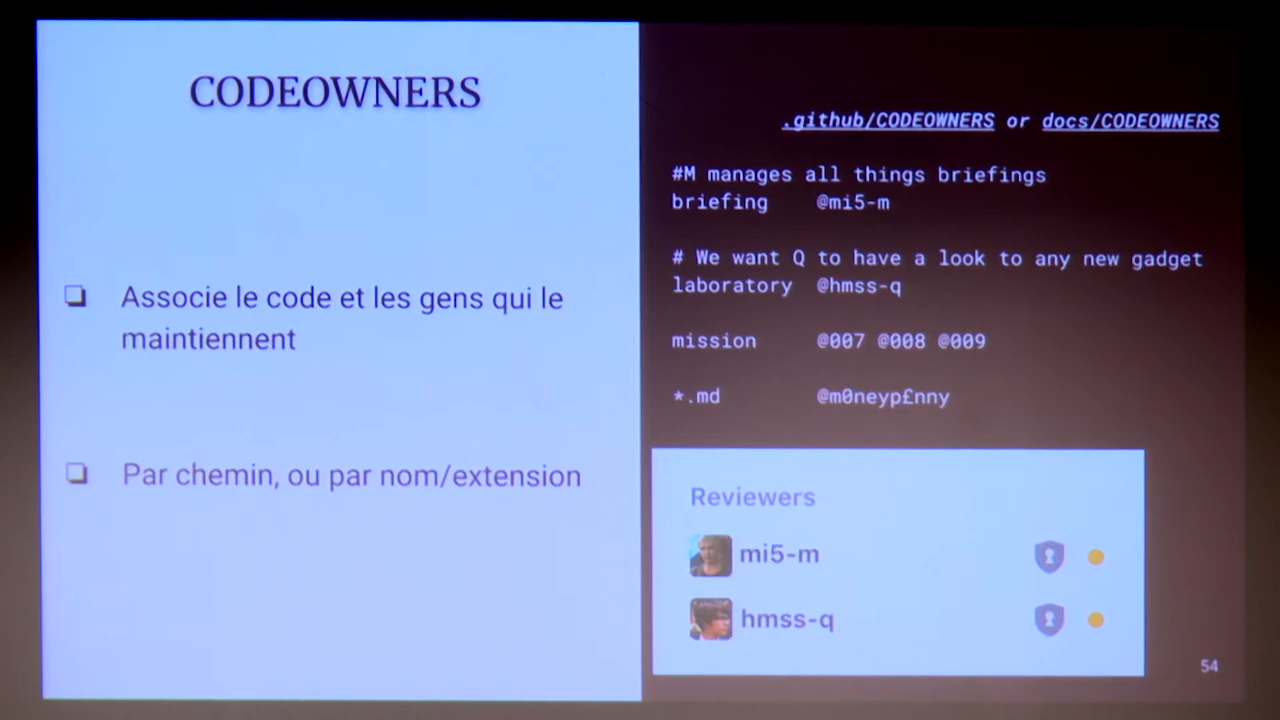 CODEOWNERS
Associe le code et les gens qui le
maintiennent
Par chemin, ou par nom/extension
.github/CODEOWNERS or docs/CODEOWNERS
#M manages all things briefings
briefing @mi5-m
# We want Q to have a look to any new gadget
laboratory @hmss-q
mission @007 @008 @009
*.md @m0neyp£nny
Reviewers
mi5-m
hmss-q
54